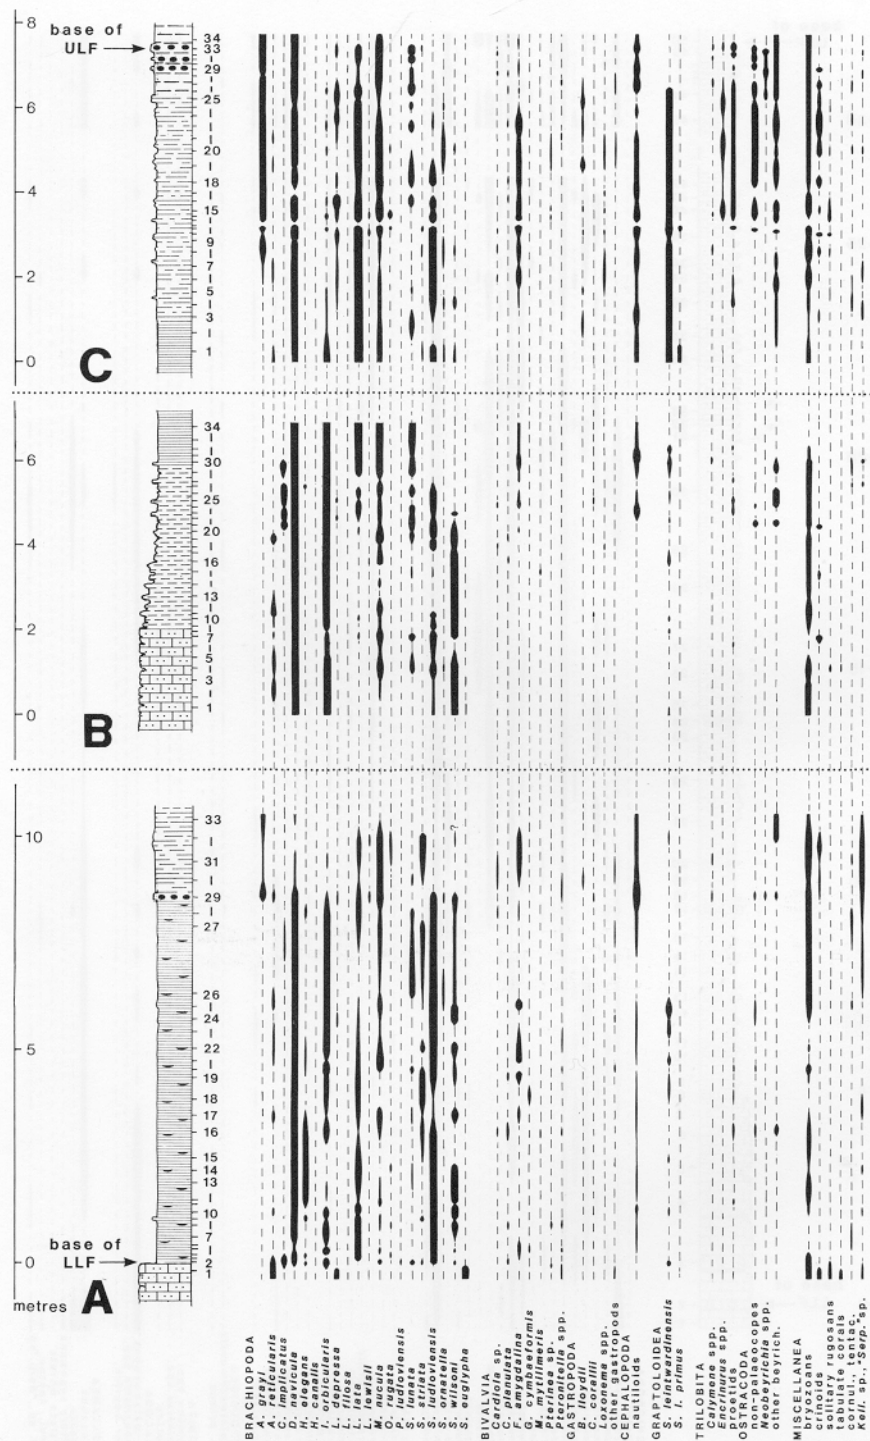 8
6
4
2
0
base of
ULF
34
33
29
25
20
18
15
9
7
5
3
1
C
6
4
2
0
34
30
25
20
16
13
10
7
5
3
1
B
10
5
0
metres
33
31
29
27
26
24
22
19
18
17
16
15
14
13
10
7
2
1
?
base of
LLF
A
BRACHIOPODA
A. grayi
A. reticularis
C. implicatus
D. navicula
H. elegans
H. canalis
I. orbicularis
L. depressa
L. filosa
L. lata
L. lewisii
M. nucula
O. rugata
P. ludloviensis
S. lunata
S. striata
S. ludloviensis
S. ornatella
S. wilsoni
S. euglypha
BIVALVIA
Cardiola sp.
C. planulata
F. amygdalina
G. cymbaeformis
M. mytilimeris
Pterinea sp.
Pteronitella spp.
GASTROPODA
B. lloydii
C. corallii
Loxonema spp.
other gastropods
CEPHALOPODA
nautiloids
GRAPTOLOIDEA
S. leintwardinensis
S. l. primus
TRILOBITA
Calymene spp.
Encrinurus spp.
proetids
OSTRACODA
non-palaeocopes
Neobeyrichia spp.
other beyrich.
MISCELLANEA
bryozoans
crinoids
solitary rugosans
tabulate corals
cornul., tentac.
Keil. sp., "Serp." sp.